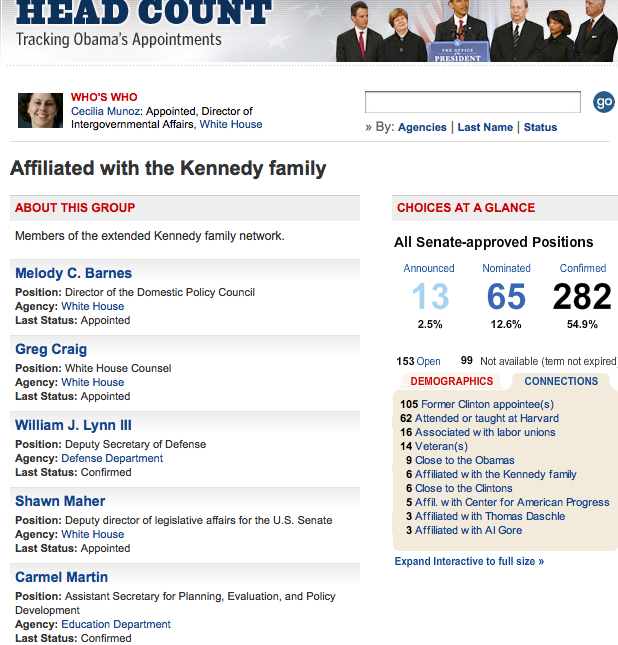 HEAD COUNT
Tracking Obama's Appointments
THE OFFICE
PRESIDENT
WHO'S WHO
Cecilia Munoz: Appointed, Director of
Intergovernmental Affairs, White House
go
» By: Agencies | Last Name | Status
Affiliated with the Kennedy family
ABOUT THIS GROUP
Members of the extended Kennedy family network.
Melody C. Barnes
Position: Director of the Domestic Policy Council
Agency: White House
Last Status: Appointed
Greg Craig
Position: White House Counsel
Agency: White House
Last Status: Appointed
William J. Lynn III
Position: Deputy Secretary of Defense
Agency: Defense Department
Last Status: Confirmed
Shawn Maher
Position: Deputy director of legislative affairs for the U.S. Senate
Agency: White House
Last Status: Appointed
Carmel Martin
Position: Assistant Secretary for Planning, Evaluation, and Policy
Development
Agency: Education Department
Last Status: Confirmed
CHOICES AT A GLANCE
All Senate-approved Positions
Announced Nominated Confirmed
13 65 282
2.5% 12.6% 54.9%
153 Open 99 Not available (term not expired
DEMOGRAPHICS CONNECTIONS
105 Former Clinton appointee(s)
62 Attended or taught at Harvard
16 Associated with labor unions
14 Veteran(s)
9 Close to the Obamas
6 Affiliated with the Kennedy family
6 Close to the Clintons
5 Affil. with Center for American Progress
3 Affiliated with Thomas Daschle
3 Affiliated with Al Gore
Expand Interactive to full size »